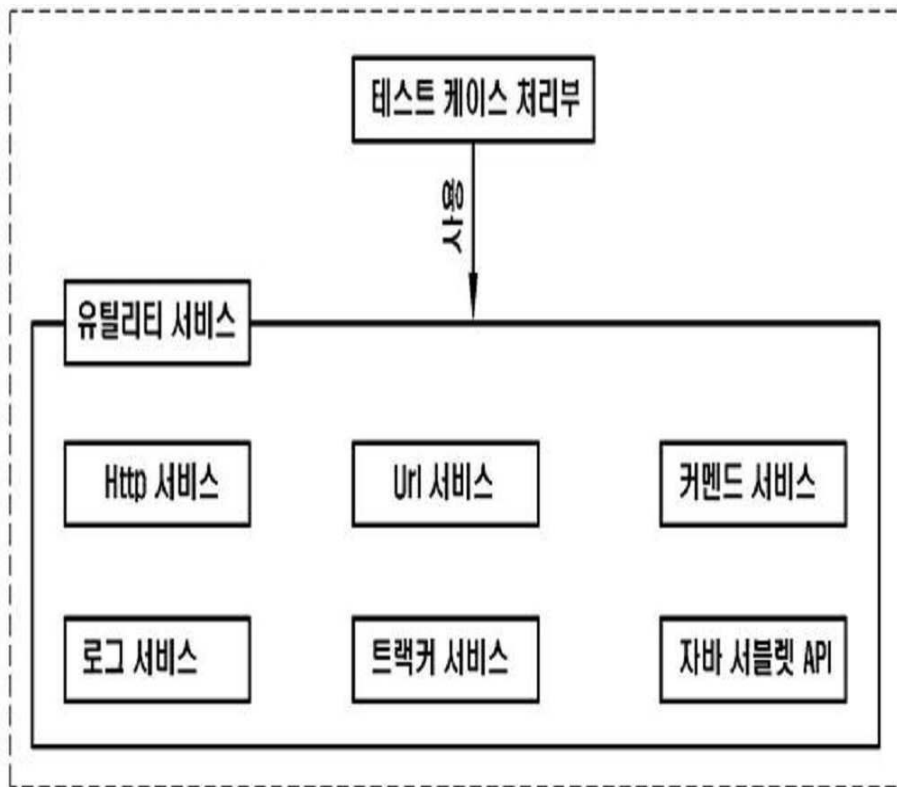 테스트 케이스 처리부
사용
유틸리티 서비스
Http 서비스
Url 서비스
커멘드 서비스
로그 서비스
트랙커 서비스
자바 서블렛 API